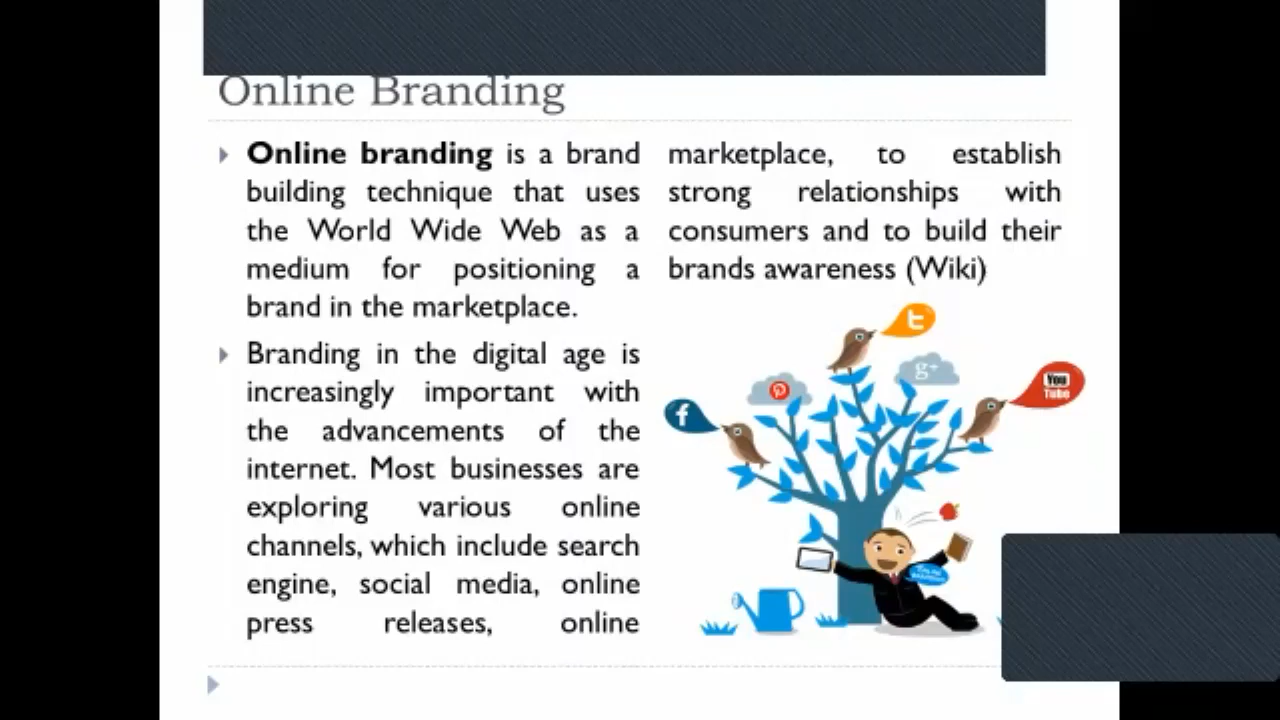 Online Branding
Online branding is a brand
building technique that uses
the World Wide Web as a
medium for positioning a
brand in the marketplace.
Branding in the digital age is
increasingly important with
the advancements of the
internet. Most businesses are
exploring various online
channels, which include search
engine, social media, online
press releases, online
marketplace, to establish
strong relationships with
consumers and to build their
brands awareness (Wiki)
g+
You
Tube